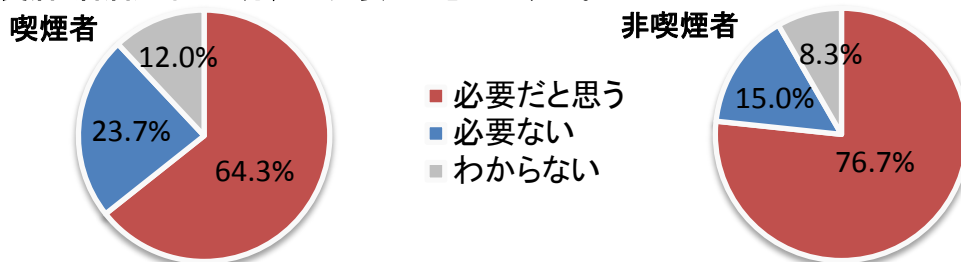 喫煙者
12.0%
23.7%
64.3%
必要だと思う
必要ない
わからない
非喫煙者
8.3%
15.0%
76.7%